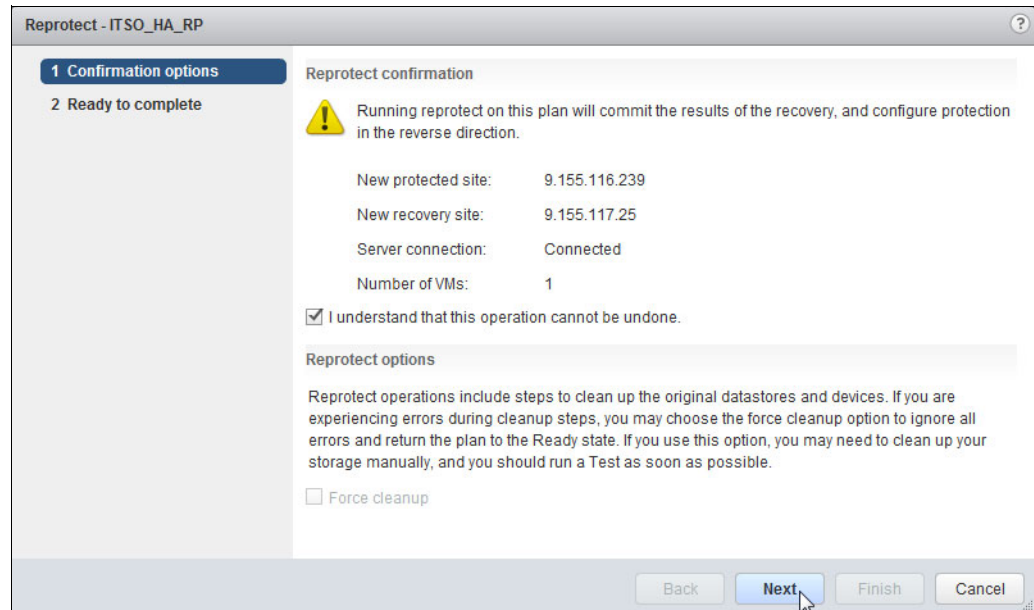 Reprotect - ITSO_HA_RP
?
1 Confirmation options
2 Ready to complete
Reprotect confirmation
Running reprotect on this plan will commit the results of the recovery, and configure protection
in the reverse direction.
New protected site: 9.155.116.239
New recovery site: 9.155.117.25
Server connection: Connected
Number of VMs: 1
I understand that this operation cannot be undone.
Reprotect options
Reprotect operations include steps to clean up the original datastores and devices. If you are
experiencing errors during cleanup steps, you may choose the force cleanup option to ignore all
errors and return the plan to the Ready state. If you use this option, you may need to clean up your
storage manually, and you should run a Test as soon as possible.
Force cleanup
Back Next Finish Cancel